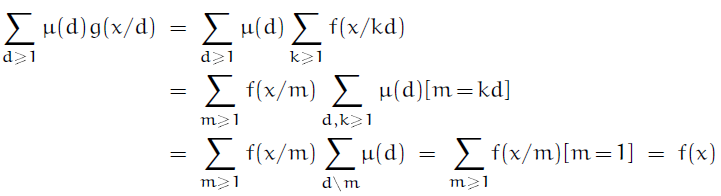 ∑_{d⩾1} μ(d)g(x/d) = ∑_{d⩾1} μ(d) ∑_{k⩾1} f(x/kd)
= ∑_{m⩾1} f(x/m) ∑_{d,k⩾1} μ(d)[m=kd]
= ∑_{m⩾1} f(x/m) ∑_{d\m} μ(d) = ∑_{m⩾1} f(x/m)[m=1] = f(x)